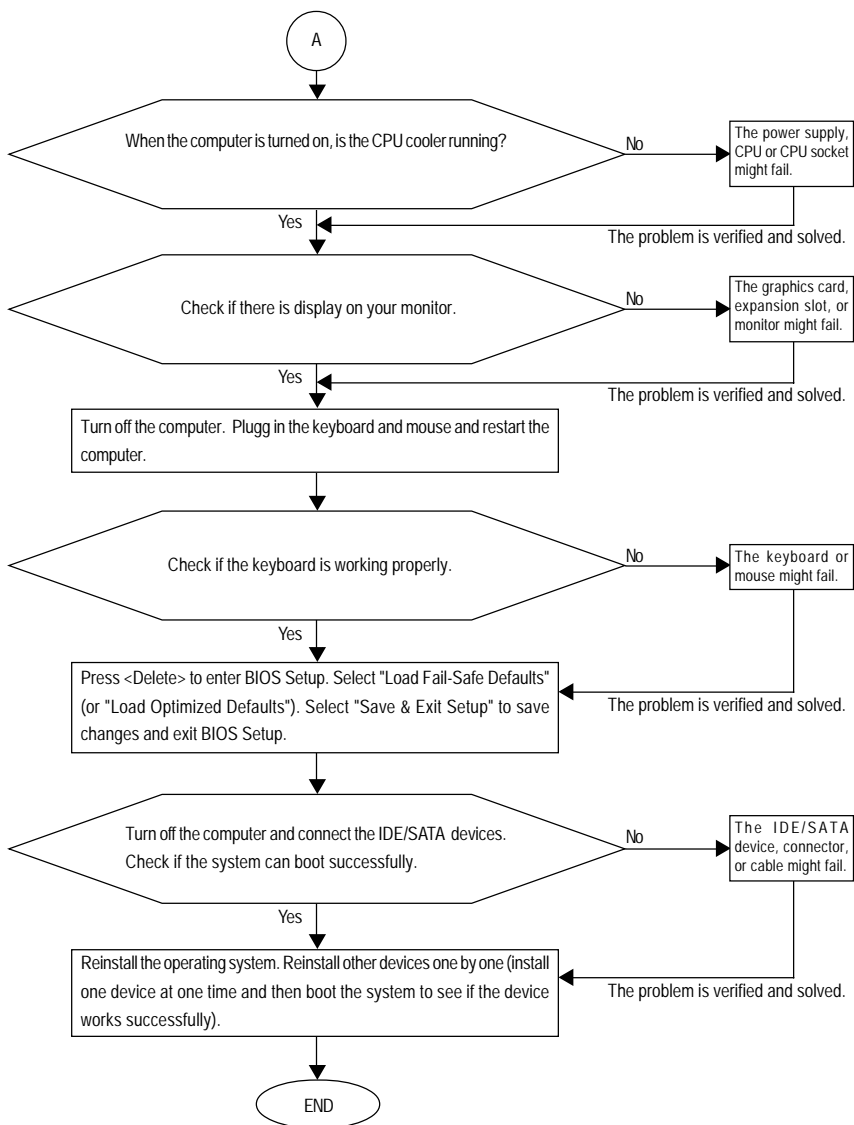 A
When the computer is turned on, is the CPU cooler running?
No
The power supply,
CPU or CPU socket
might fail.
Yes
The problem is verified and solved.
Check if there is display on your monitor.
No
The graphics card,
expansion slot, or
monitor might fail.
Yes
The problem is verified and solved.
Turn off the computer. Plugg in the keyboard and mouse and restart the
computer.
Check if the keyboard is working properly.
No
The keyboard or
mouse might fail.
Yes
Press <Delete> to enter BIOS Setup. Select "Load Fail-Safe Defaults"
(or "Load Optimized Defaults"). Select "Save & Exit Setup" to save
changes and exit BIOS Setup.
The problem is verified and solved.
Turn off the computer and connect the IDE/SATA devices.
Check if the system can boot successfully.
No
The IDE/SATA
device, connector,
or cable might fail.
Yes
Reinstall the operating system. Reinstall other devices one by one (install
one device at one time and then boot the system to see if the device
works successfully).
The problem is verified and solved.
END